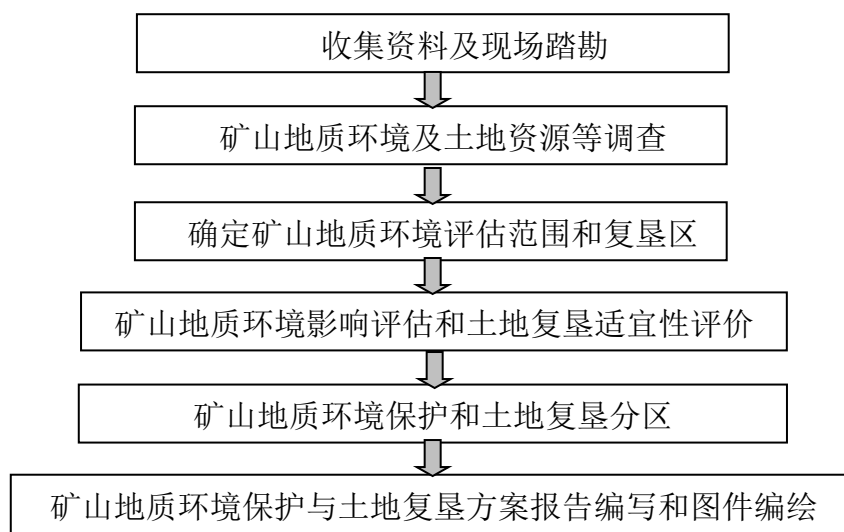 收集资料及现场踏勘
矿山地质环境及土地资源等调查
确定矿山地质环境评估范围和复垦区
矿山地质环境影响评估和土地复垦适宜性评价
矿山地质环境保护和土地复垦分区
矿山地质环境保护与土地复垦方案报告编写和图件编绘